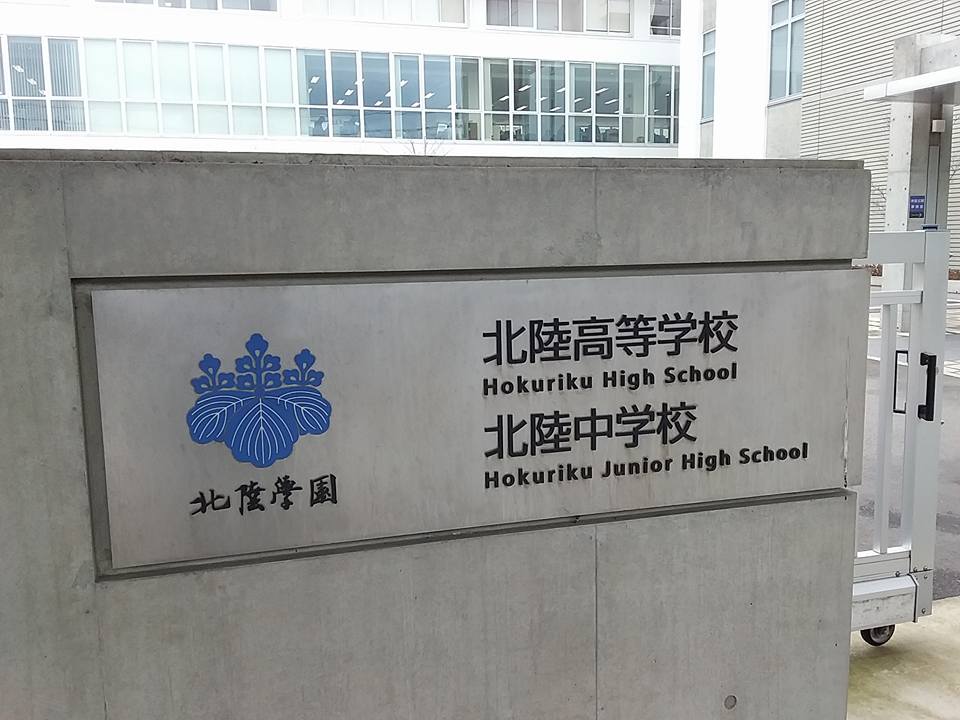 北陸學園
北陸高等学校
Hokuriku High School
北陸中学校
Hokuriku Junior High School